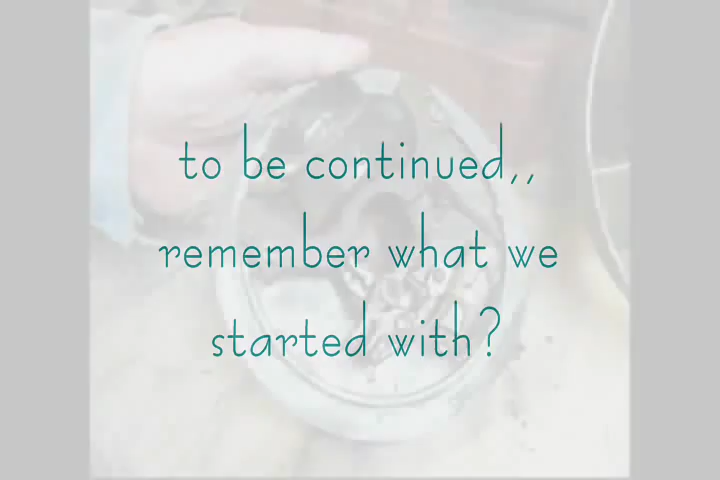 to be continued,,
remember what we
started with?